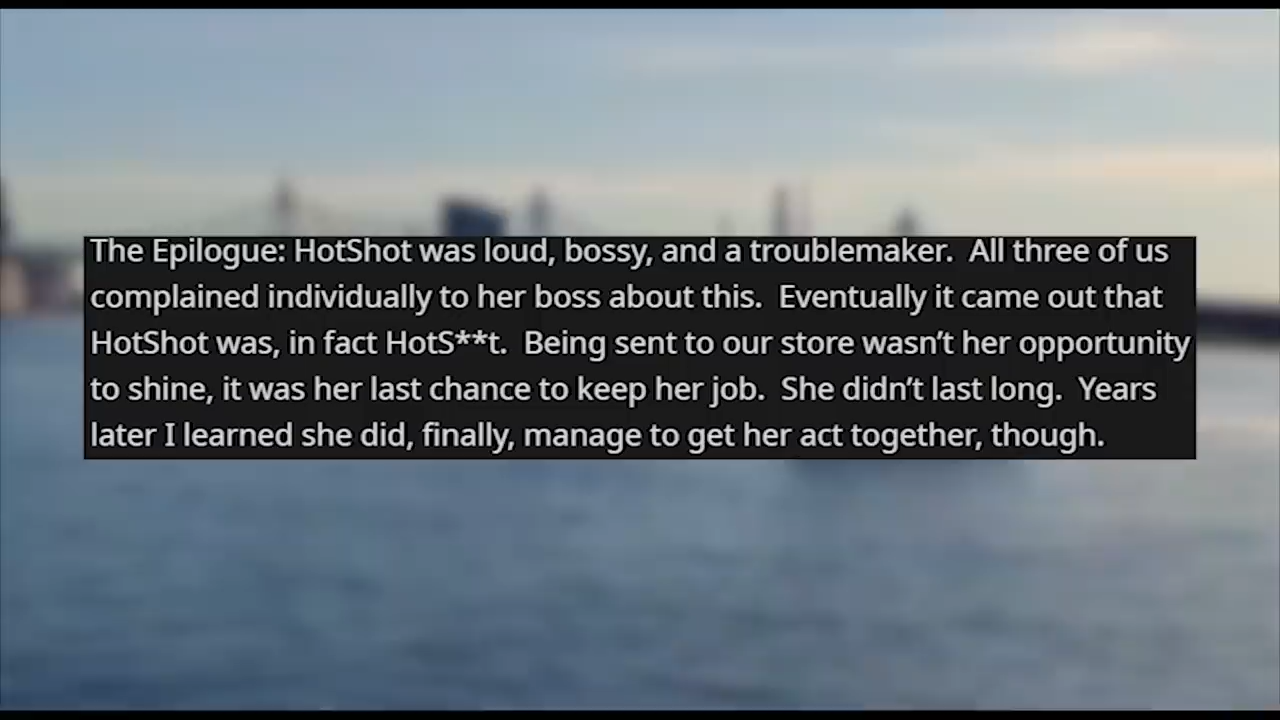 The Epilogue: HotShot was loud, bossy, and a troublemaker.  All three of us
complained individually to her boss about this.  Eventually it came out that
HotShot was, in fact HotS**t.  Being sent to our store wasn’t her opportunity
to shine, it was her last chance to keep her job.  She didn’t last long.  Years
later I learned she did, finally, manage to get her act together, though.